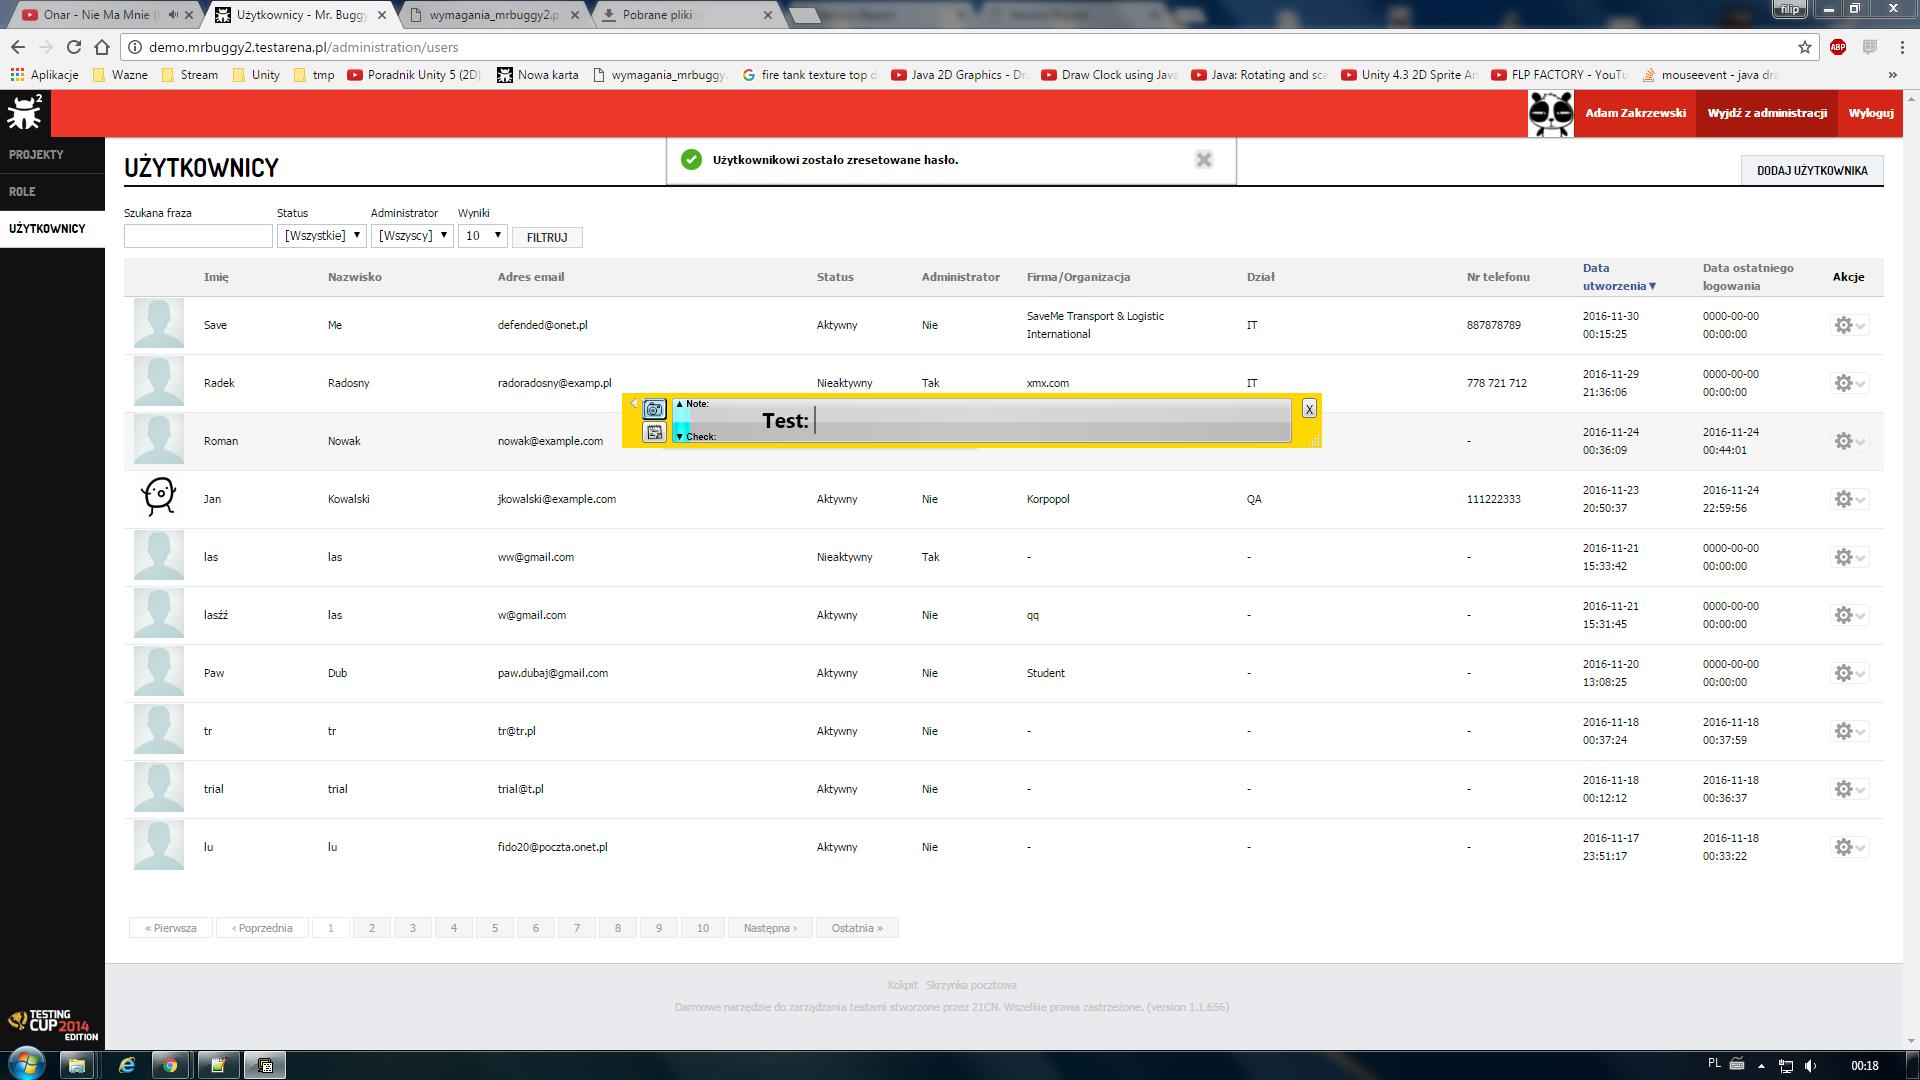 Onar - Nie Ma Mnie (
Użytkownicy - Mr. Buggy
wymagania_mrbuggy2.p
Pobrane pliki
filip
demo.mrbuggy2.testarena.pl/administration/users
ABP
Aplikacje
Wazne
Stream
Unity
tmp
Poradnik Unity 5 (2D)
Nowa karta
wymagania_mrbuggy
fire tank texture top d
Java 2D Graphics - Dr
Draw Clock using Java
Java: Rotating and sca
Unity 4.3 2D Sprite An
FLP FACTORY - YouTu
mouseevent - java dra
»
2
Adam Zakrzewski
Wyjdź z administracji
Wyloguj
PROJEKTY
ROLE
UŻYTKOWNICY
UŻYTKOWNICY
Użytkownikowi zostało zresetowane hasło.
DODAJ UŻYTKOWNIKA
Szukana fraza
Status
Administrator
Wyniki
[Wszystkie]
[Wszyscy]
10
FILTRUJ
Imię Nazwisko Adres email Status Administrator Firma/Organizacja Dział Nr telefonu Data utworzenia▼ Data ostatniego logowania Akcje
Save Me defended@onet.pl Aktywny Nie SaveMe Transport & Logistic International IT 887878789 2016-11-30 00:15:25 0000-00-00 00:00:00
Radek Radosny radoradosny@examp.pl Nieaktywny Tak xmx.com IT 778 721 712 2016-11-29 21:36:06 0000-00-00 00:00:00
▲ Note:
Test:
▼ Check:
X
Roman Nowak nowak@example.com - 2016-11-24 00:36:09 2016-11-24 00:44:01
Jan Kowalski jkowalski@example.com Aktywny Nie Korpopol QA 111222333 2016-11-23 20:50:37 2016-11-24 22:59:56
las las ww@gmail.com Nieaktywny Tak - - - 2016-11-21 15:33:42 0000-00-00 00:00:00
lasźź las w@gmail.com Aktywny Nie qq - - 2016-11-21 15:31:45 0000-00-00 00:00:00
Paw Dub paw.dubaj@gmail.com Aktywny Nie Student - - 2016-11-20 13:08:25 0000-00-00 00:00:00
tr tr tr@tr.pl Aktywny Nie - - - 2016-11-18 00:37:24 2016-11-18 00:37:59
trial trial trial@t.pl Aktywny Nie - - - 2016-11-18 00:12:12 2016-11-18 00:36:37
lu lu fido20@poczta.onet.pl Aktywny Nie - - - 2016-11-17 23:51:17 2016-11-18 00:33:22
« Pierwsza ‹ Poprzednia 1 2 3 4 5 6 7 8 9 10 Następna › Ostatnia »
Kokpit Skrzynka pocztowa
Darmowe narzędzie do zarządzania testami stworzone przez 21CN. Wszelkie prawa zastrzeżone. (version 1.1.656)
TESTING
CUP 2014
EDITION
PL
00:18